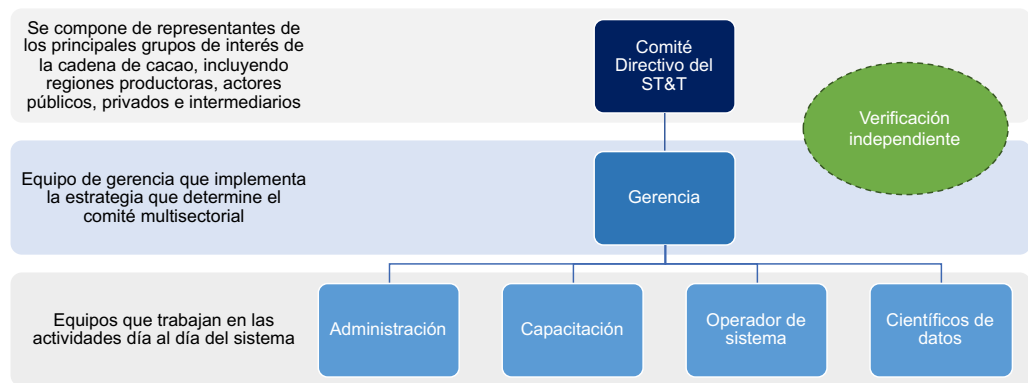 Se compone de representantes de
los principales grupos de interés de
la cadena de cacao, incluyendo
regiones productoras, actores
públicos, privados e intermediarios
Comité
Directivo del
ST&T
Verificación
independiente
Equipo de gerencia que implementa
la estrategia que determine el
comité multisectorial
Gerencia
Equipos que trabajan en las
actividades día al día del sistema
Administración
Capacitación
Operador de
sistema
Científicos de
datos